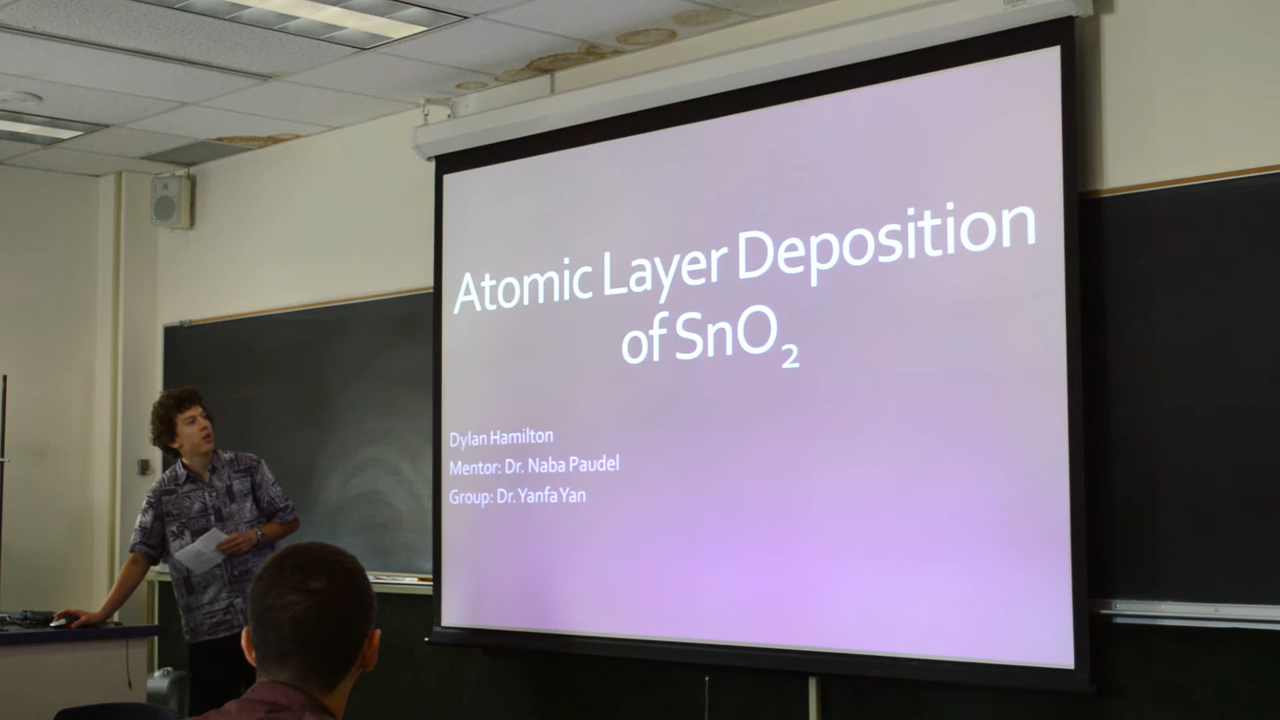 Atomic Layer Deposition
of SnO₂
Dylan Hamilton
Mentor: Dr. Naba Paudel
Group: Dr. Yanfa Yan